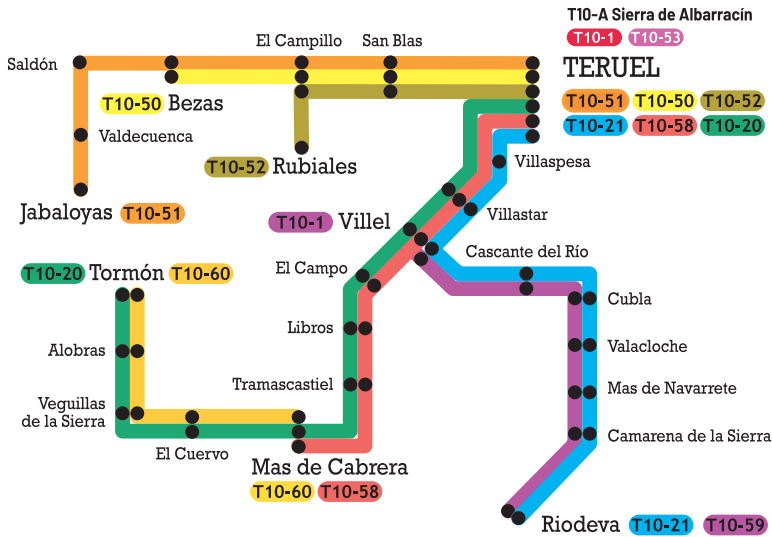 T10-A Sierra de Albarracín
T10-1 T10-53
El Campillo
San Blas
Saldón
TERUEL
T10-50 Bezas
T10-51 T10-50 T10-52
T10-21 T10-58 T10-20
Valdecuenca
T10-52 Rubiales
Villaspesa
Jabaloyas T10-51
T10-1 Villel
Villastar
Cascante del Río
T10-20 Tormón T10-60
El Campo
Cubla
Libros
Alobras
Valacloche
Tramascastiel
Mas de Navarrete
Veguillas
de la Sierra
Camarena de la Sierra
El Cuervo
Mas de Cabrera
T10-60 T10-58
Riodeva T10-21 T10-59